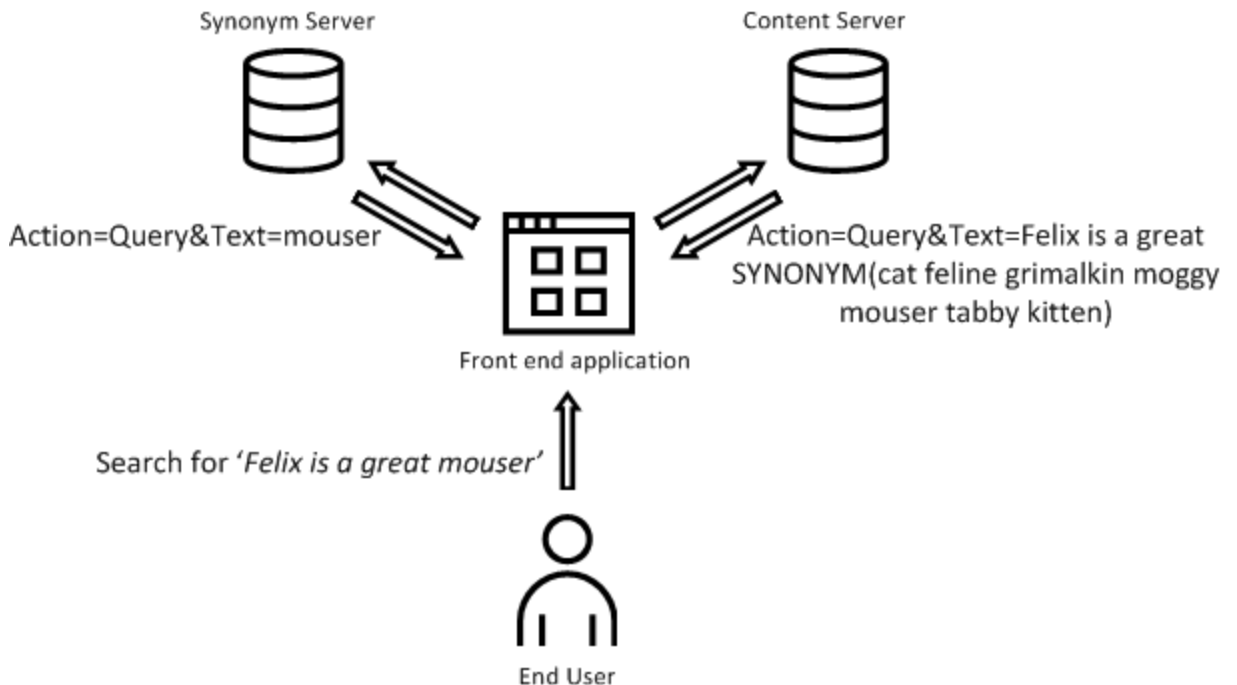 Synonym Server
Content Server
Action=Query&Text=mouser
Action=Query&Text=Felix is a great
SYNONYM(cat feline grimalkin moggy
mouser tabby kitten)
Front end application
Search for ‘Felix is a great mouser’
End User